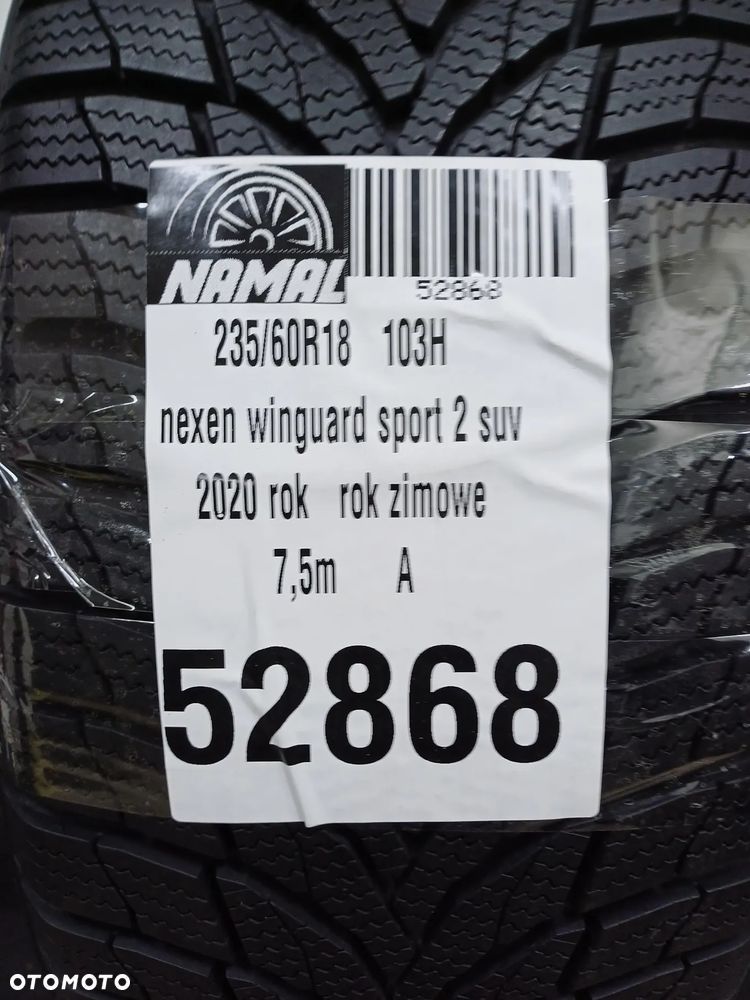 NAMAL
52868
235/60R18 103H
nexen winguard sport 2 suv
2020 rok rok zimowe
7,5m A
52868
OTOMOTO